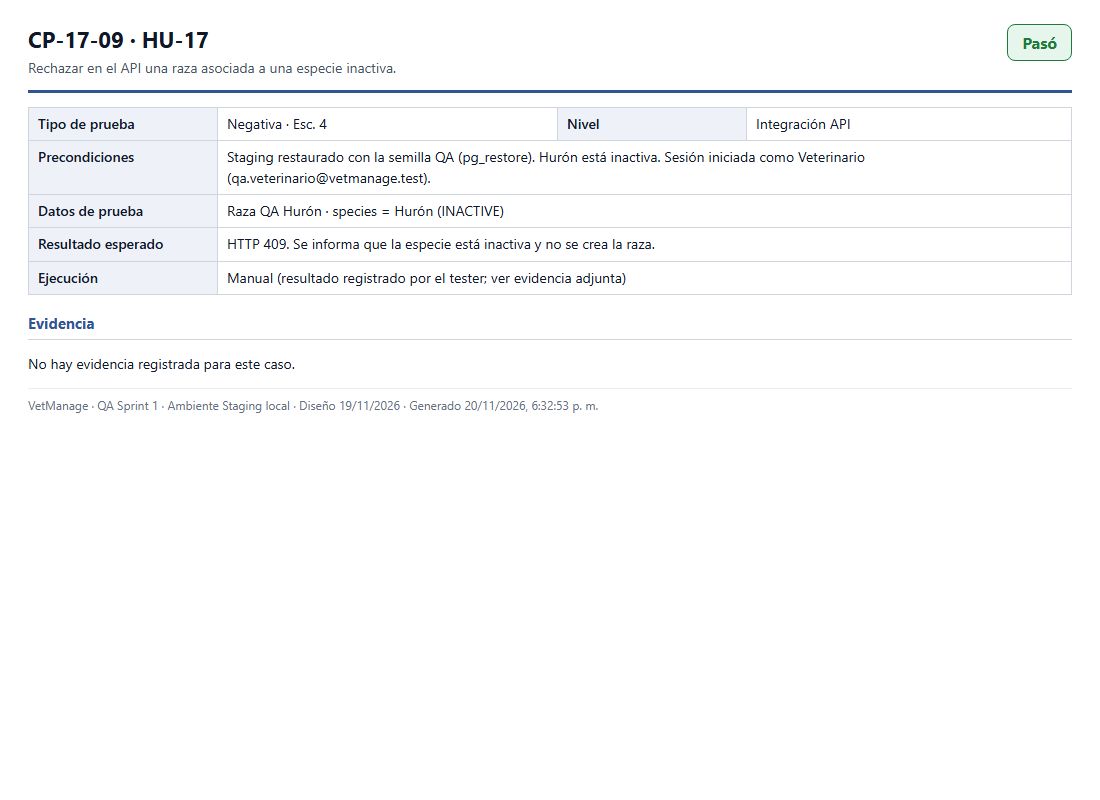 CP-17-09 · HU-17
Pasó
Rechazar en el API una raza asociada a una especie inactiva.
Tipo de prueba Negativa · Esc. 4 Nivel Integración API
Precondiciones Staging restaurado con la semilla QA (pg_restore). Hurón está inactiva. Sesión iniciada como Veterinario
(qa.veterinario@vetmanage.test).
Datos de prueba Raza QA Hurón · species = Hurón (INACTIVE)
Resultado esperado HTTP 409. Se informa que la especie está inactiva y no se crea la raza.
Ejecución Manual (resultado registrado por el tester; ver evidencia adjunta)
Evidencia
No hay evidencia registrada para este caso.
VetManage · QA Sprint 1 · Ambiente Staging local · Diseño 19/11/2026 · Generado 20/11/2026, 6:32:53 p. m.